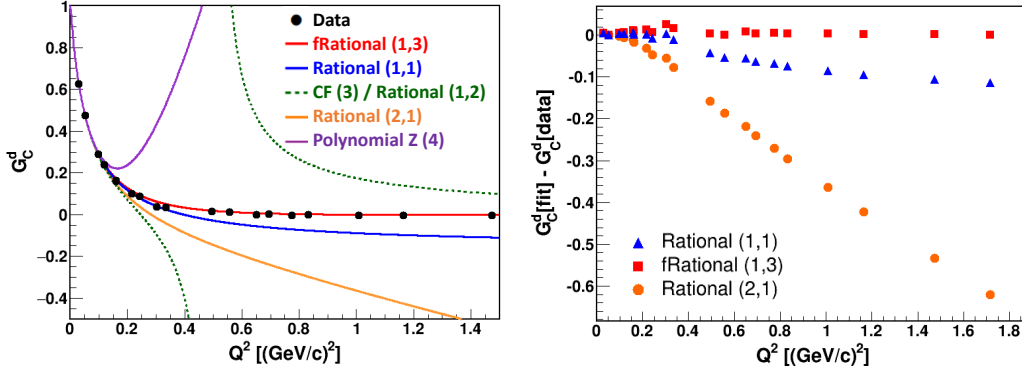 1
0.8
0.6
0.4
0.2
0
−0.2
−0.4
G_C^d
Data
fRational (1,3)
Rational (1,1)
CF (3) / Rational (1,2)
Rational (2,1)
Polynomial Z (4)
0 0.2 0.4 0.6 0.8 1 1.2 1.4
Q² [(GeV/c)²]
0
-0.1
-0.2
-0.3
-0.4
-0.5
-0.6
G_C^d[fit] - G_C^d[data]
Rational (1,1)
fRational (1,3)
Rational (2,1)
0 0.2 0.4 0.6 0.8 1 1.2 1.4 1.6 1.8
Q² [(GeV/c)²]